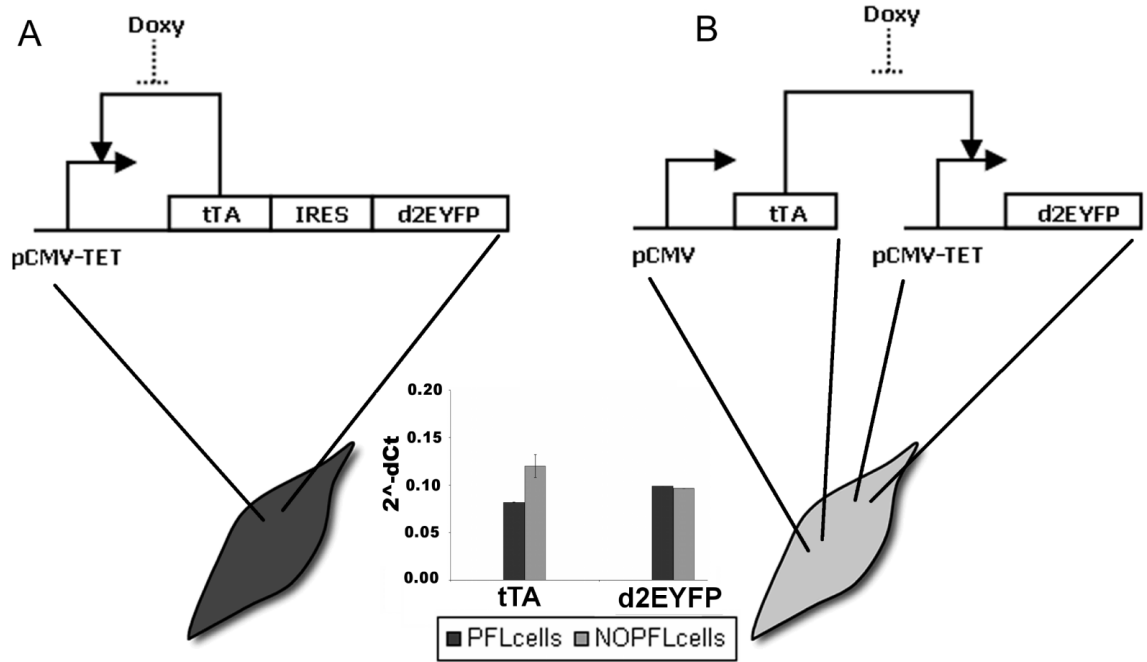 A
Doxy
tTA IRES d2EYFP
pCMV-TET
B
Doxy
tTA d2EYFP
pCMV pCMV-TET
0.20
0.15
0.10
0.05
0.00
2^-dCt
tTA d2EYFP
PFLcells NOPFLcells